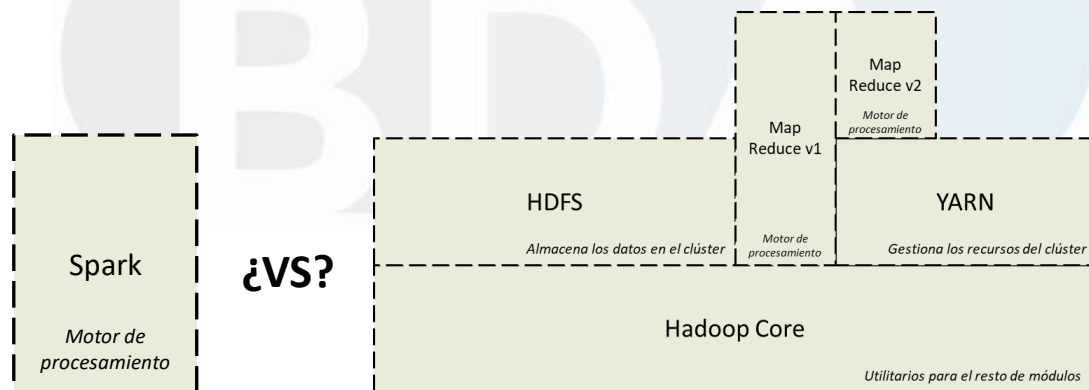 BDA
Spark
Motor de
procesamiento
¿VS?
HDFS
Almacena los datos en el clúster
Map
Reduce v1
Motor de
procesamiento
Map
Reduce v2
Motor de
procesamiento
YARN
Gestiona los recursos del clúster
Hadoop Core
Utilitarios para el resto de módulos